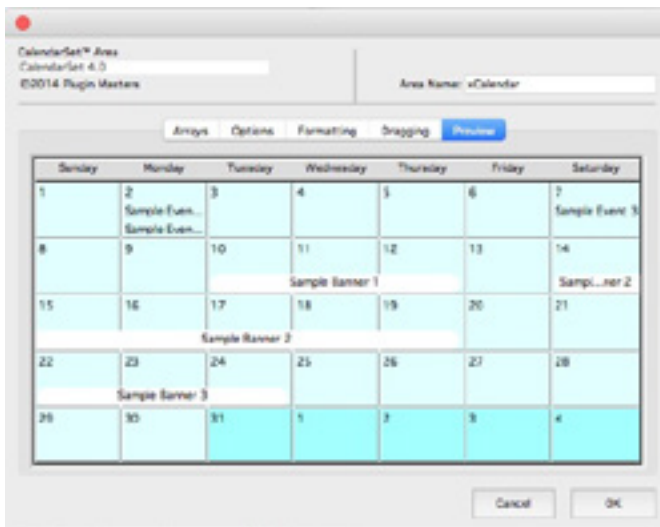 CalendarSet™ Area
CalendarSet 4.0
©2014 Plugin Masters
Area Name: xCalendar
Arrays Options Formatting Dragging Preview
Sunday Monday Tuesday Wednesday Thursday Friday Saturday
1 2 3 4 5 6 7
Sample Even... Sample Event 3
Sample Even...
8 9 10 11 12 13 14
Sample Banner 1 Sampl...ner 2
15 16 17 18 19 20 21
Sample Banner 2
22 23 24 25 26 27 28
Sample Banner 3
29 30 31 1 2 3 4
Cancel OK